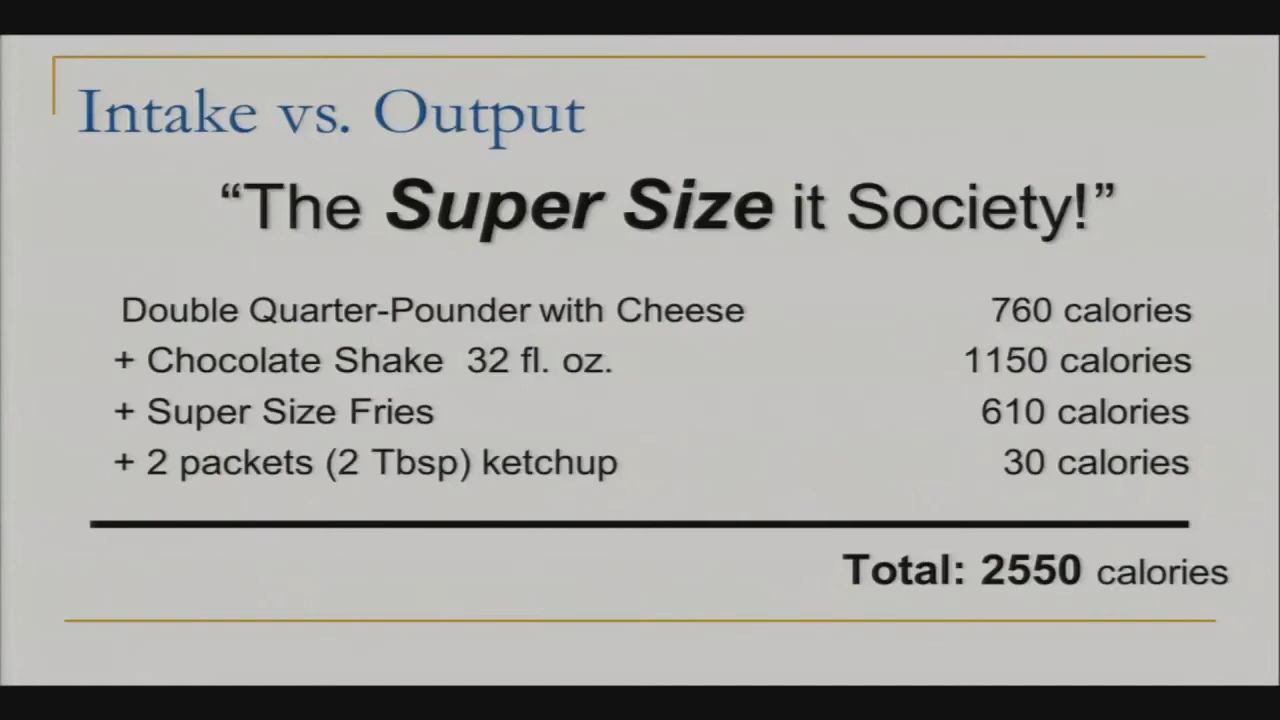 Intake vs. Output
“The Super Size it Society!”
Double Quarter-Pounder with Cheese 760 calories
+ Chocolate Shake 32 fl. oz. 1150 calories
+ Super Size Fries 610 calories
+ 2 packets (2 Tbsp) ketchup 30 calories
Total: 2550 calories